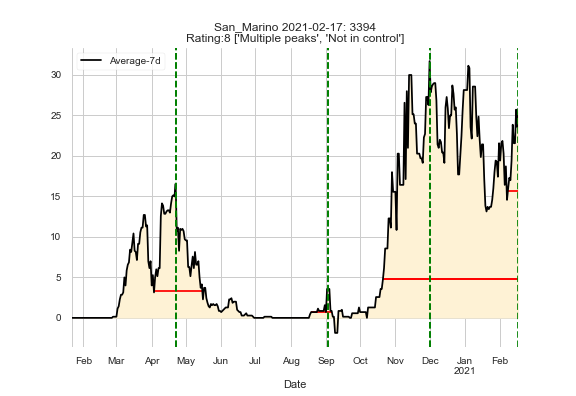 San_Marino 2021-02-17: 3394
Rating:8 ['Multiple peaks', 'Not in control']
Average-7d
30
25
20
15
10
5
0
Feb Mar Apr May Jun Jul Aug Sep Oct Nov Dec Jan Feb
2021
Date